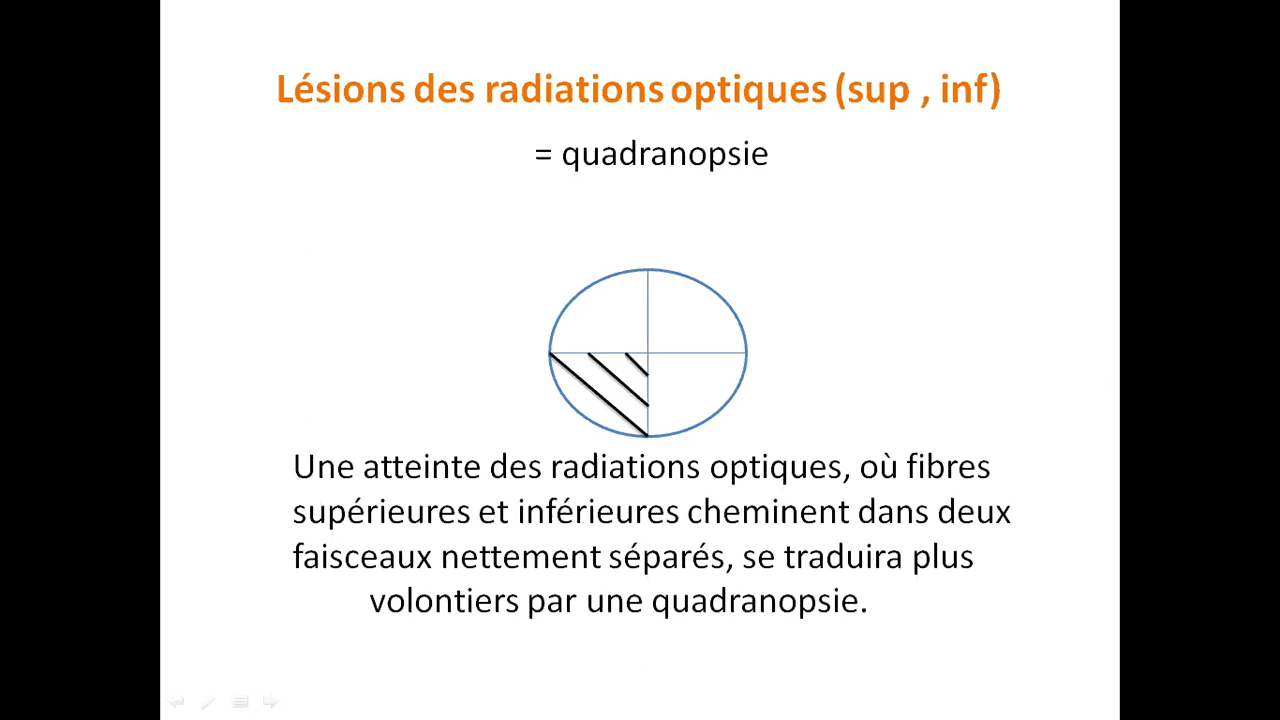 Lésions des radiations optiques (sup , inf)
= quadranopsie
Une atteinte des radiations optiques, où fibres
supérieures et inférieures cheminent dans deux
faisceaux nettement séparés, se traduira plus
volontiers par une quadranopsie.